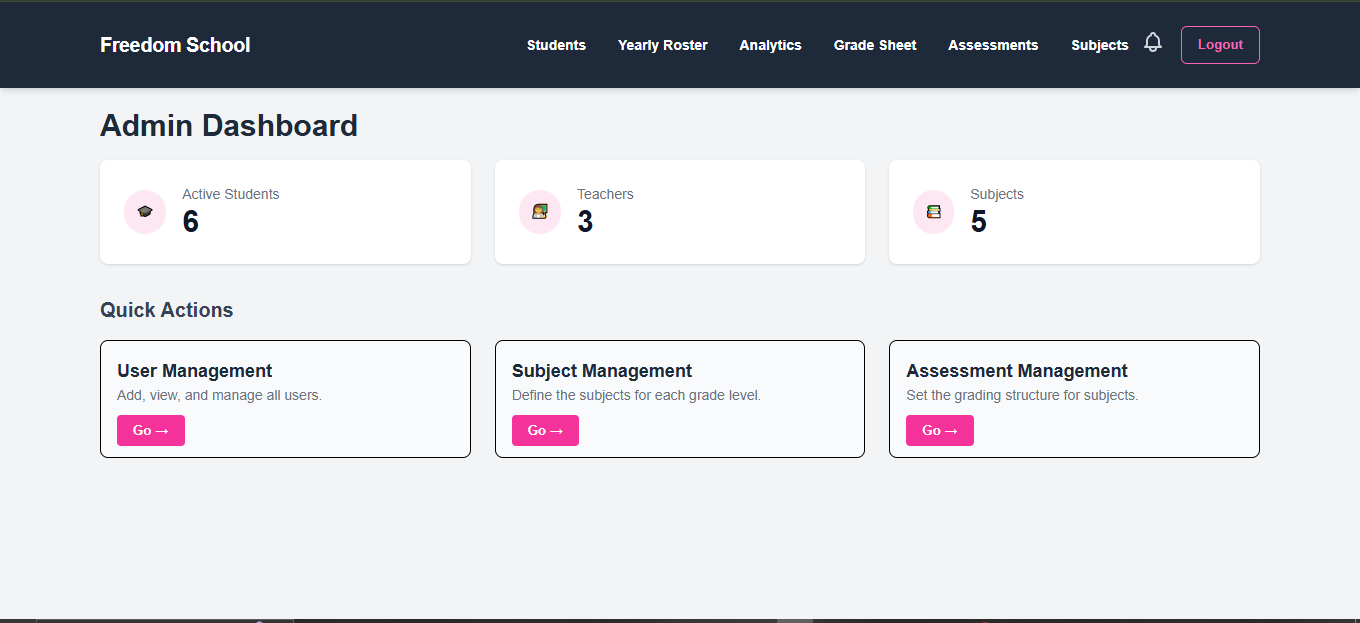 Freedom School
Students Yearly Roster Analytics Grade Sheet Assessments Subjects Logout
Admin Dashboard
Active Students
6
Teachers
3
Subjects
5
Quick Actions
User Management
Add, view, and manage all users.
Go →
Subject Management
Define the subjects for each grade level.
Go →
Assessment Management
Set the grading structure for subjects.
Go →